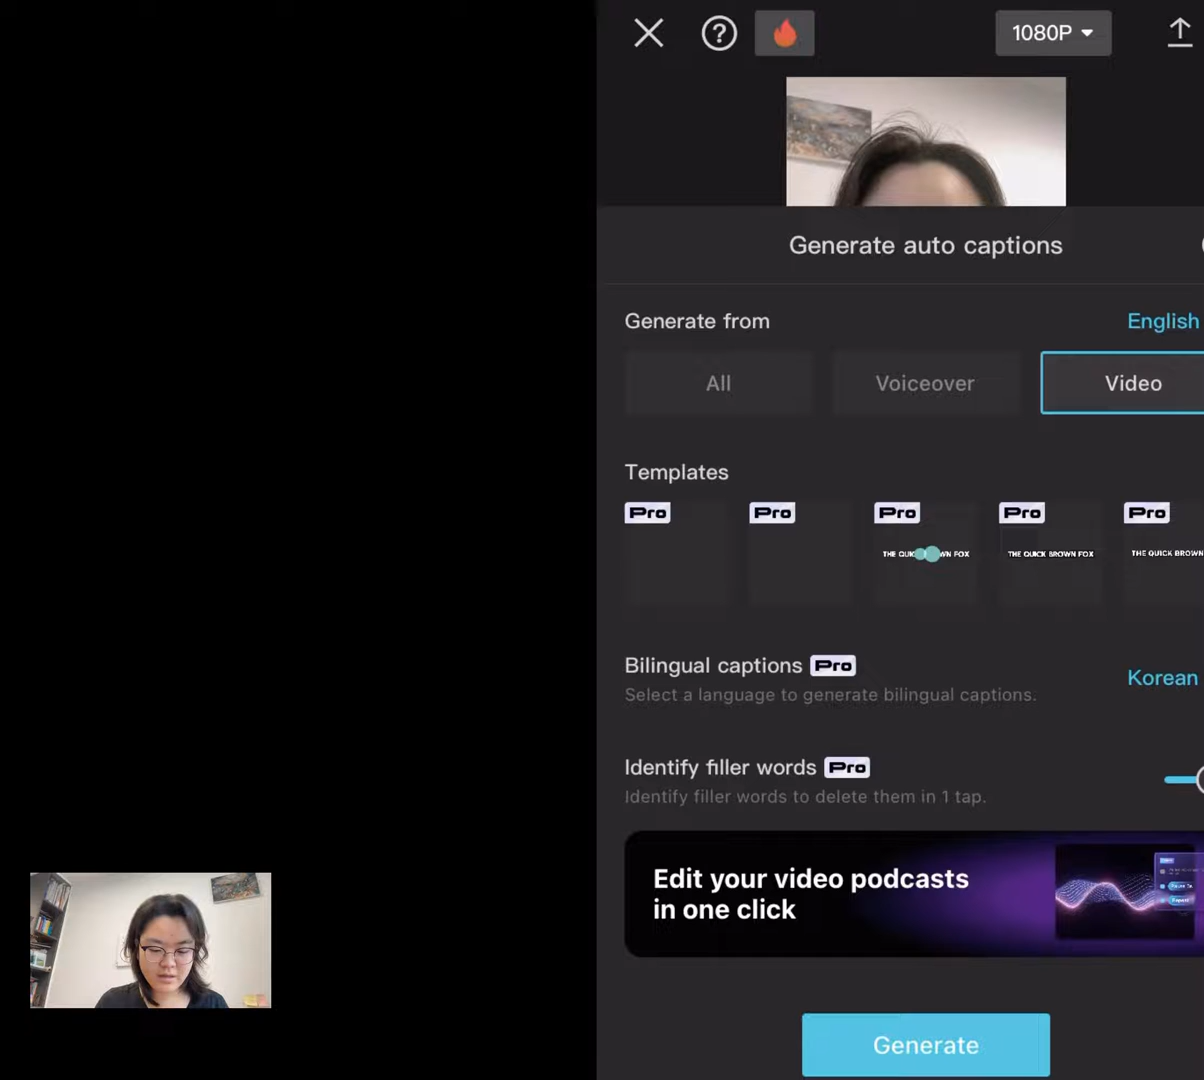 1080P
Generate auto captions
Generate from
English
All
Voiceover
Video
Templates
Pro
Pro
Pro
Pro
Pro
THE QUICK BROWN FOX
THE QUICK BROWN
Bilingual captions Pro
Select a language to generate bilingual captions.
Korean
Identify filler words Pro
Identify filler words to delete them in 1 tap.
Edit your video podcasts
in one click
Generate